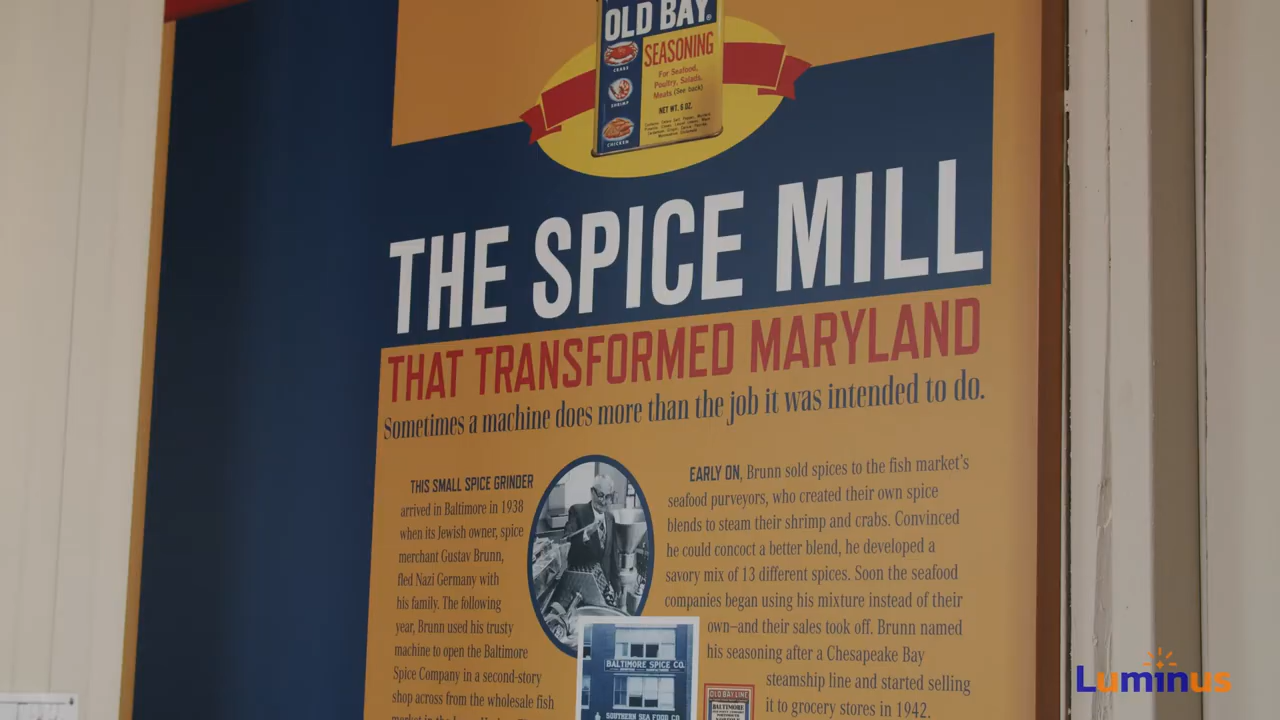 OLD BAY
SEASONING
For Seafood,
Poultry, Salads,
Meats (See back)
NET WT. 6 OZ.
CRABS
SHRIMP
CHICKEN
THE SPICE MILL
THAT TRANSFORMED MARYLAND
Sometimes a machine does more than the job it was intended to do.
THIS SMALL SPICE GRINDER
arrived in Baltimore in 1938
when its Jewish owner, spice
merchant Gustav Brunn,
fled Nazi Germany with
his family. The following
year, Brunn used his trusty
machine to open the Baltimore
Spice Company in a second-story
shop across from the wholesale fish
EARLY ON, Brunn sold spices to the fish market's
seafood purveyors, who created their own spice
blends to steam their shrimp and crabs. Convinced
he could concoct a better blend, he developed a
savory mix of 13 different spices. Soon the seafood
companies began using his mixture instead of their
own—and their sales took off. Brunn named
his seasoning after a Chesapeake Bay
steamship line and started selling
it to grocery stores in 1942.
BALTIMORE SPICE CO.
SOUTHERN SEA FOOD CO
OLD BAY LINE
BALTIMORE
Luminus